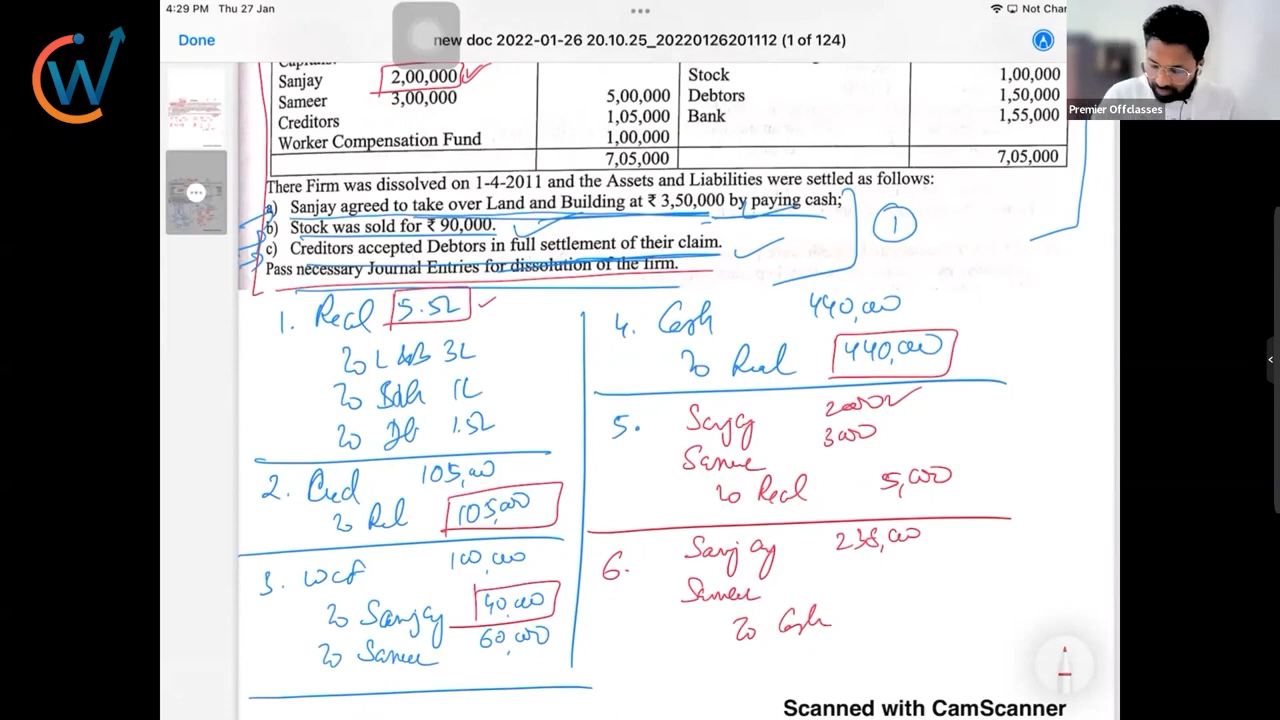 4:29 PM Thu 27 Jan
Not Char
Done
new doc 2022-01-26 20.10.25_20220126201112 (1 of 124)
W
Premier Offclasses
Sanjay 2,00,000 Stock 1,00,000
Sameer 3,00,000 5,00,000 Debtors 1,50,000
Creditors 1,05,000 Bank 1,55,000
Worker Compensation Fund 1,00,000
7,05,000 7,05,000
There Firm was dissolved on 1-4-2011 and the Assets and Liabilities were settled as follows:
a) Sanjay agreed to take over Land and Building at ₹ 3,50,000 by paying cash;
b) Stock was sold for ₹ 90,000.
c) Creditors accepted Debtors in full settlement of their claim.
Pass necessary Journal Entries for dissolution of the firm.
1
1. Real 5.5L
To L & B 3L
To 1L
To Db 1.5L
2. Cred 105,000
To Rel 105,000
3. WCF 100,000
To Sanjay 40,000
To Samee 60,000
4. Cash 440,000
To Real 440,000
5. Sanjay 2000
Samee 3000
To Real 5,000
6. Sanjay 238,000
Samee
To Cash
Scanned with CamScanner